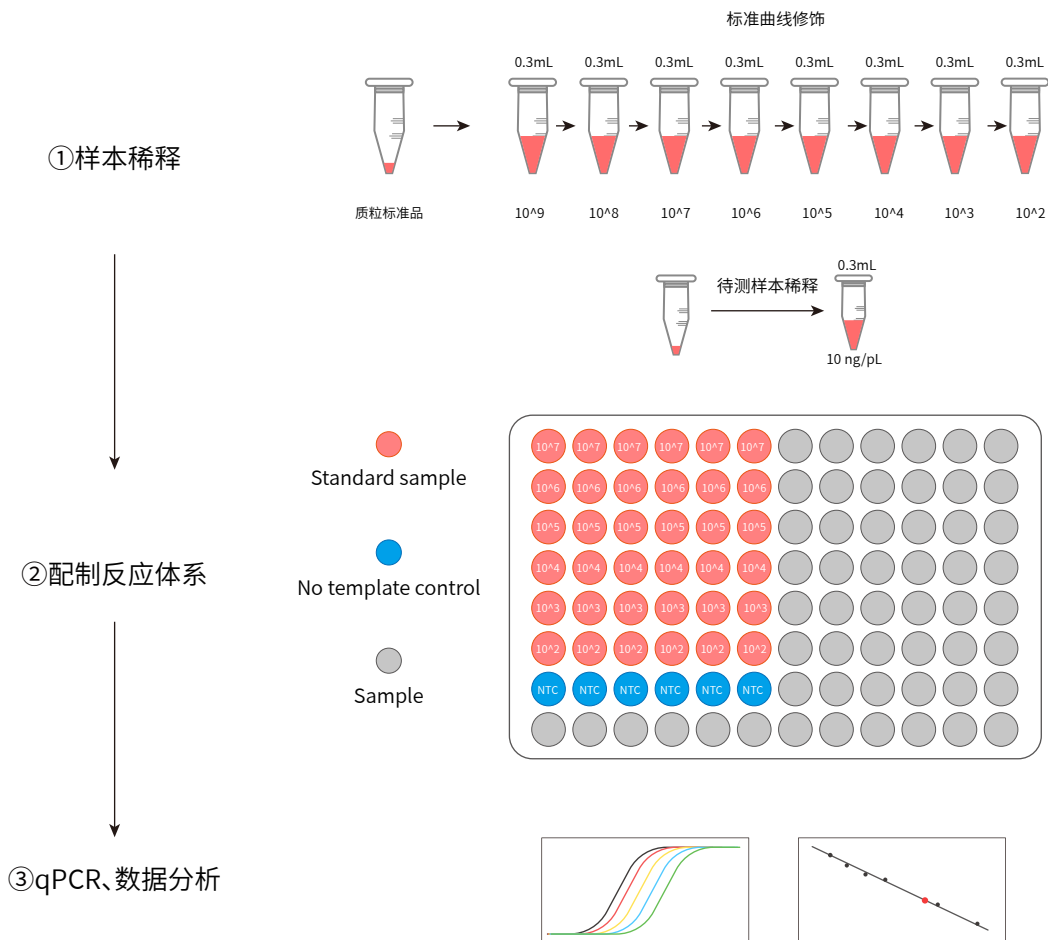 标准曲线修饰
0.3mL 0.3mL 0.3mL 0.3mL 0.3mL 0.3mL 0.3mL 0.3mL
①样本稀释
质粒标准品 10^9 10^8 10^7 10^6 10^5 10^4 10^3 10^2
0.3mL
待测样本稀释
10 ng/pL
10^7 10^7 10^7 10^7 10^7 10^7
Standard sample
10^6 10^6 10^6 10^6 10^6 10^6
10^5 10^5 10^5 10^5 10^5 10^5
②配制反应体系
10^4 10^4 10^4 10^4 10^4 10^4
No template control
10^3 10^3 10^3 10^3 10^3 10^3
10^2 10^2 10^2 10^2 10^2 10^2
Sample
NTC NTC NTC NTC NTC NTC
③qPCR、数据分析